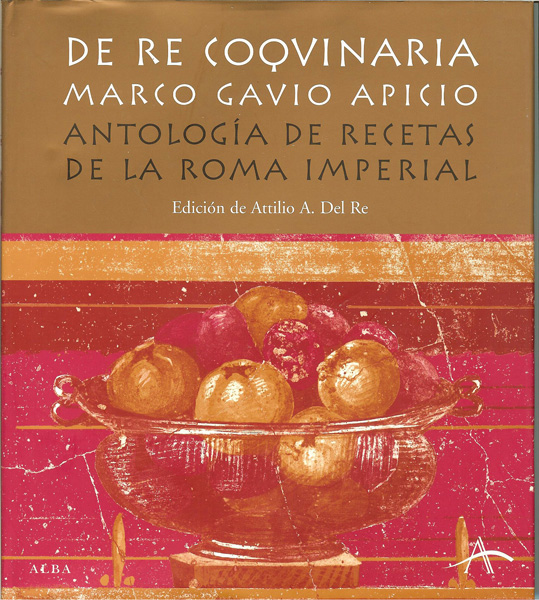 DE RE COQVINARIA
MARCO GAVIO APICIO
ANTOLOGÍA DE RECETAS
DE LA ROMA IMPERIAL
Edición de Attilio A. Del Re
ALBA
A